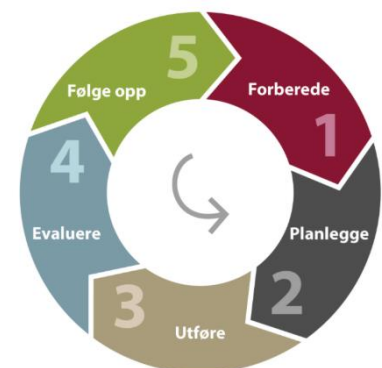 Forberede
1
Planlegge
2
Utføre
3
Evaluere
4
Følge opp
5